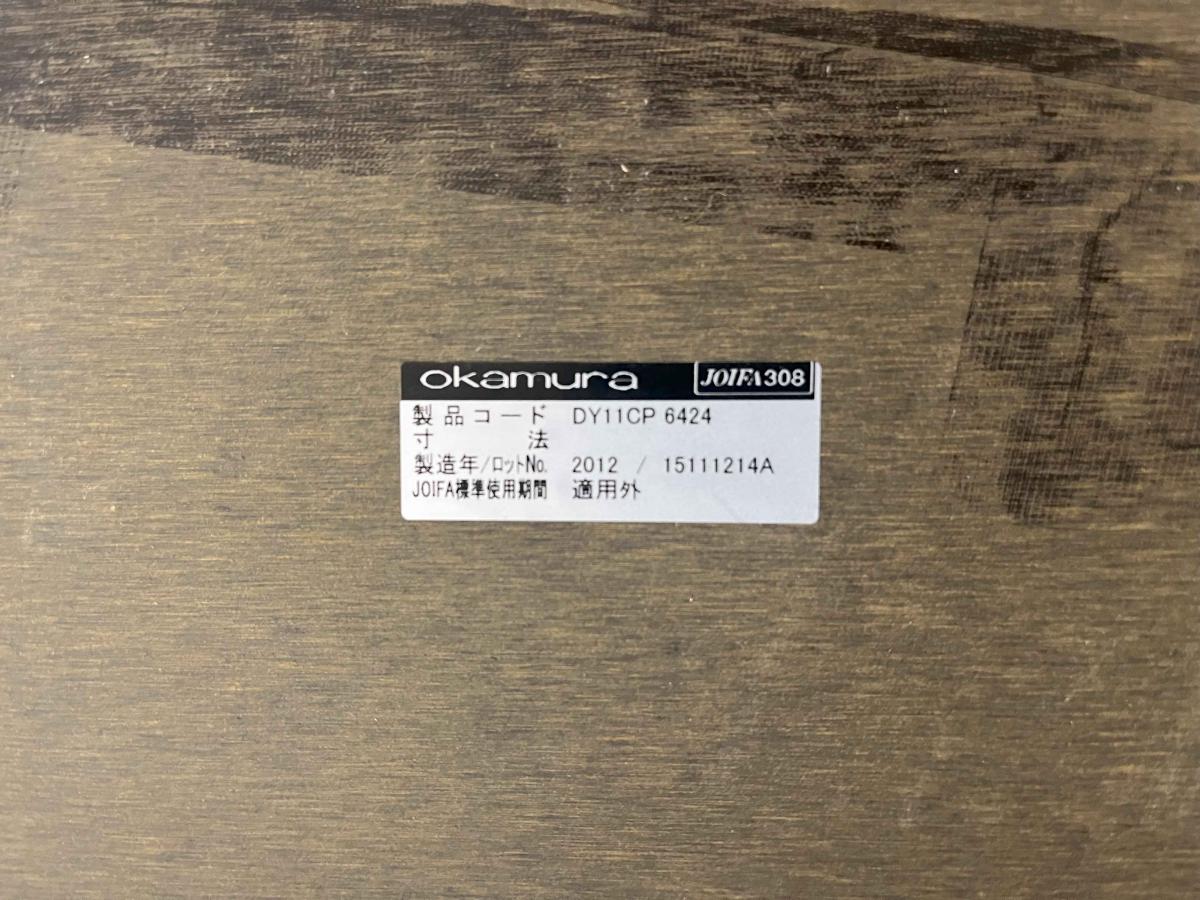 okamura JOIFA308
製品コード DY11CP 6424
寸法
製造年/ロットNo. 2012 / 15111214A
JOIFA標準使用期間 適用外